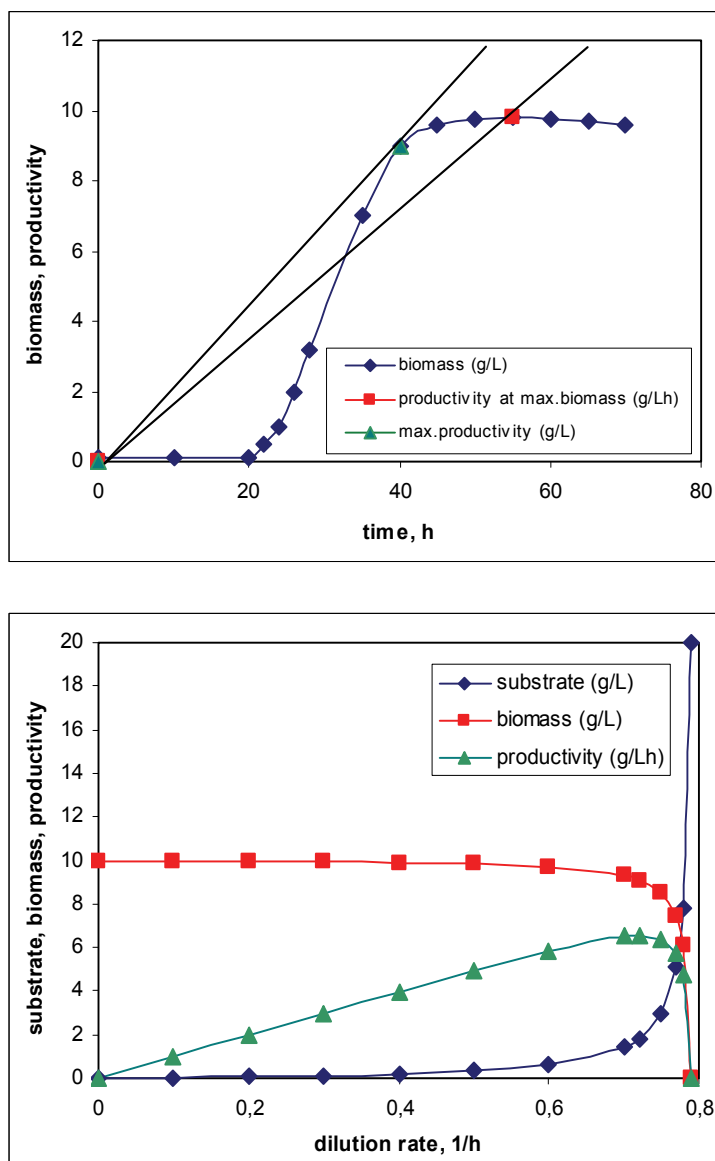 12
10
8
6
4
2
0
biomass, productivity
biomass (g/L)
productivity at max.biomass (g/Lh)
max.productivity (g/L)
0 20 40 60 80
time, h
20
18
16
14
12
10
8
6
4
2
0
substrate, biomass, productivity
substrate (g/L)
biomass (g/L)
productivity (g/Lh)
0 0,2 0,4 0,6 0,8
dilution rate, 1/h